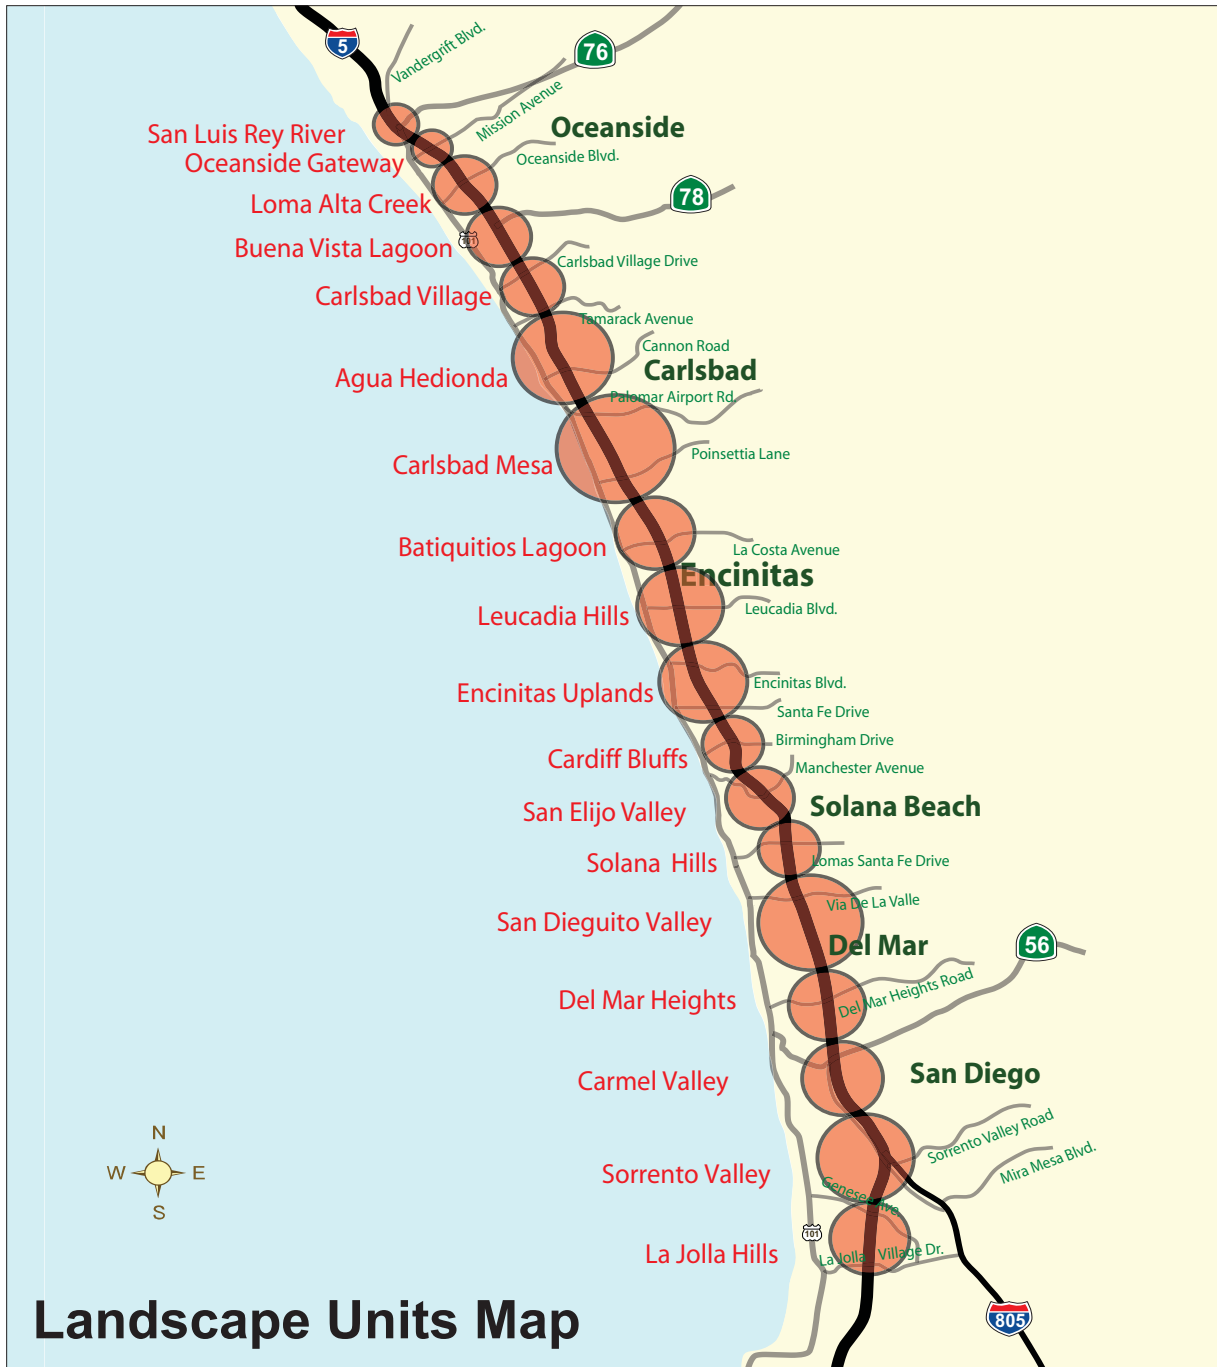 5
Vandergrift Blvd.
76
Mission Avenue
Oceanside
San Luis Rey River
Oceanside Gateway
Oceanside Blvd.
78
Loma Alta Creek
101
Buena Vista Lagoon
Carlsbad Village Drive
Carlsbad Village
Tamarack Avenue
Cannon Road
Carlsbad
Agua Hedionda
Palomar Airport Rd.
Poinsettia Lane
Carlsbad Mesa
Batiquitios Lagoon
La Costa Avenue
Encinitas
Leucadia Blvd.
Leucadia Hills
Encinitas Blvd.
Encinitas Uplands
Santa Fe Drive
Birmingham Drive
Cardiff Bluffs
Manchester Avenue
Solana Beach
San Elijo Valley
Lomas Santa Fe Drive
Solana Hills
Via De La Valle
San Dieguito Valley
Del Mar
56
Del Mar Heights Road
Del Mar Heights
San Diego
Carmel Valley
Sorrento Valley Road
Mira Mesa Blvd.
N
W E
S
Sorrento Valley
Genesee Ave.
101
La Jolla Village Dr.
La Jolla Hills
805
Landscape Units Map